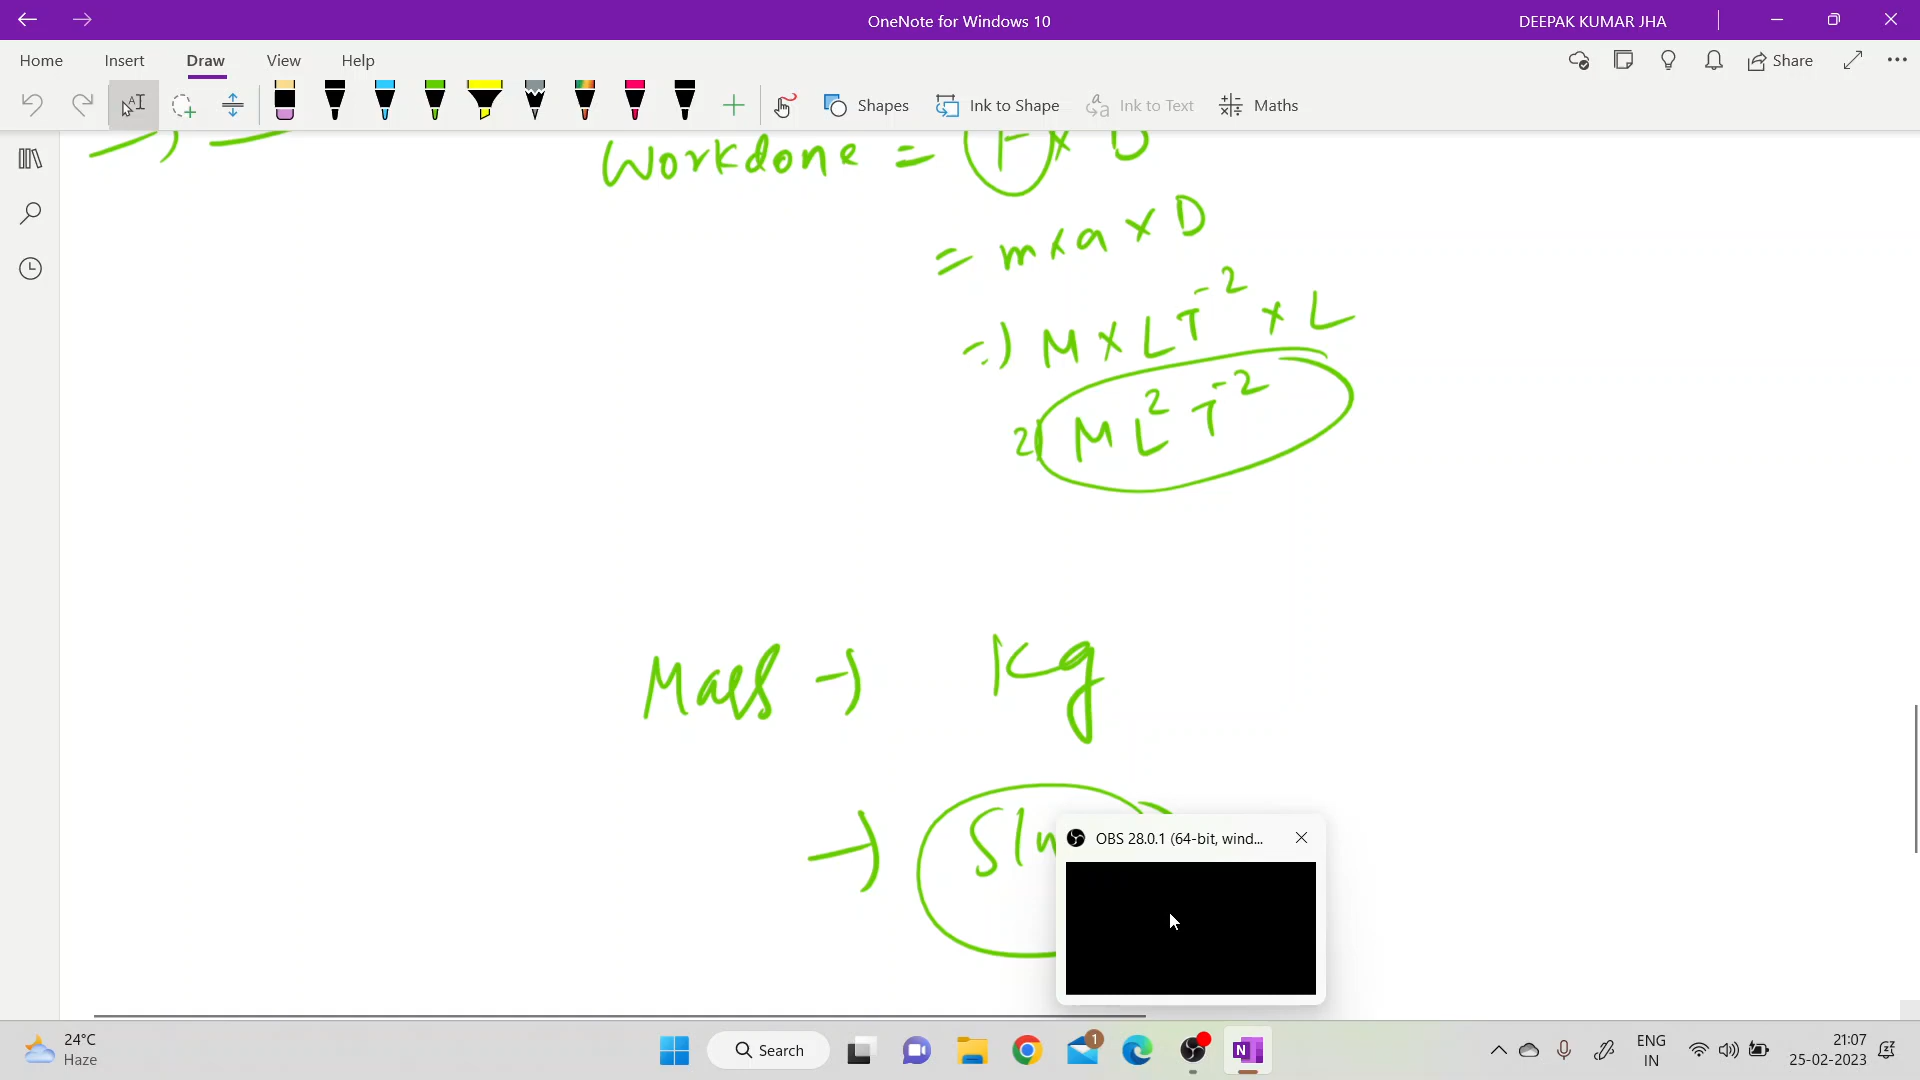 OneNote for Windows 10
DEEPAK KUMAR JHA
Home Insert Draw View Help
Share
Shapes Ink to Shape Ink to Text Maths
Workdone = F x D
= m x a x D
=) M x L T⁻² x L
M L² T⁻²
Mass → Kg
OBS 28.0.1 (64-bit, wind...
24°C
Haze
Search
1
ENG
IN
21:07
25-02-2023